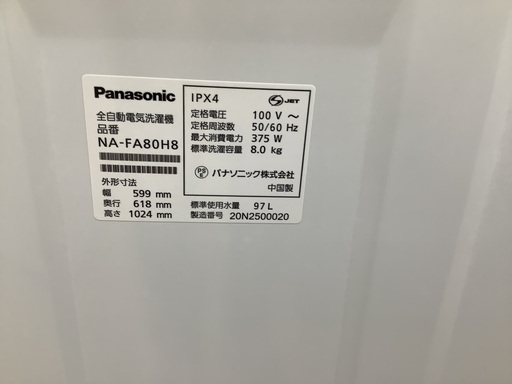 Panasonic
全自動電気洗濯機
品番
NA-FA80H8
外形寸法
幅 599 mm
奥行 618 mm
高さ 1024 mm
IPX4
S JET
定格電圧 100 V ～
定格周波数 50/60 Hz
最大消費電力 375 W
標準洗濯容量 8.0 kg
PS E パナソニック株式会社
中国製
標準使用水量 97 L
製造番号 20N2500020